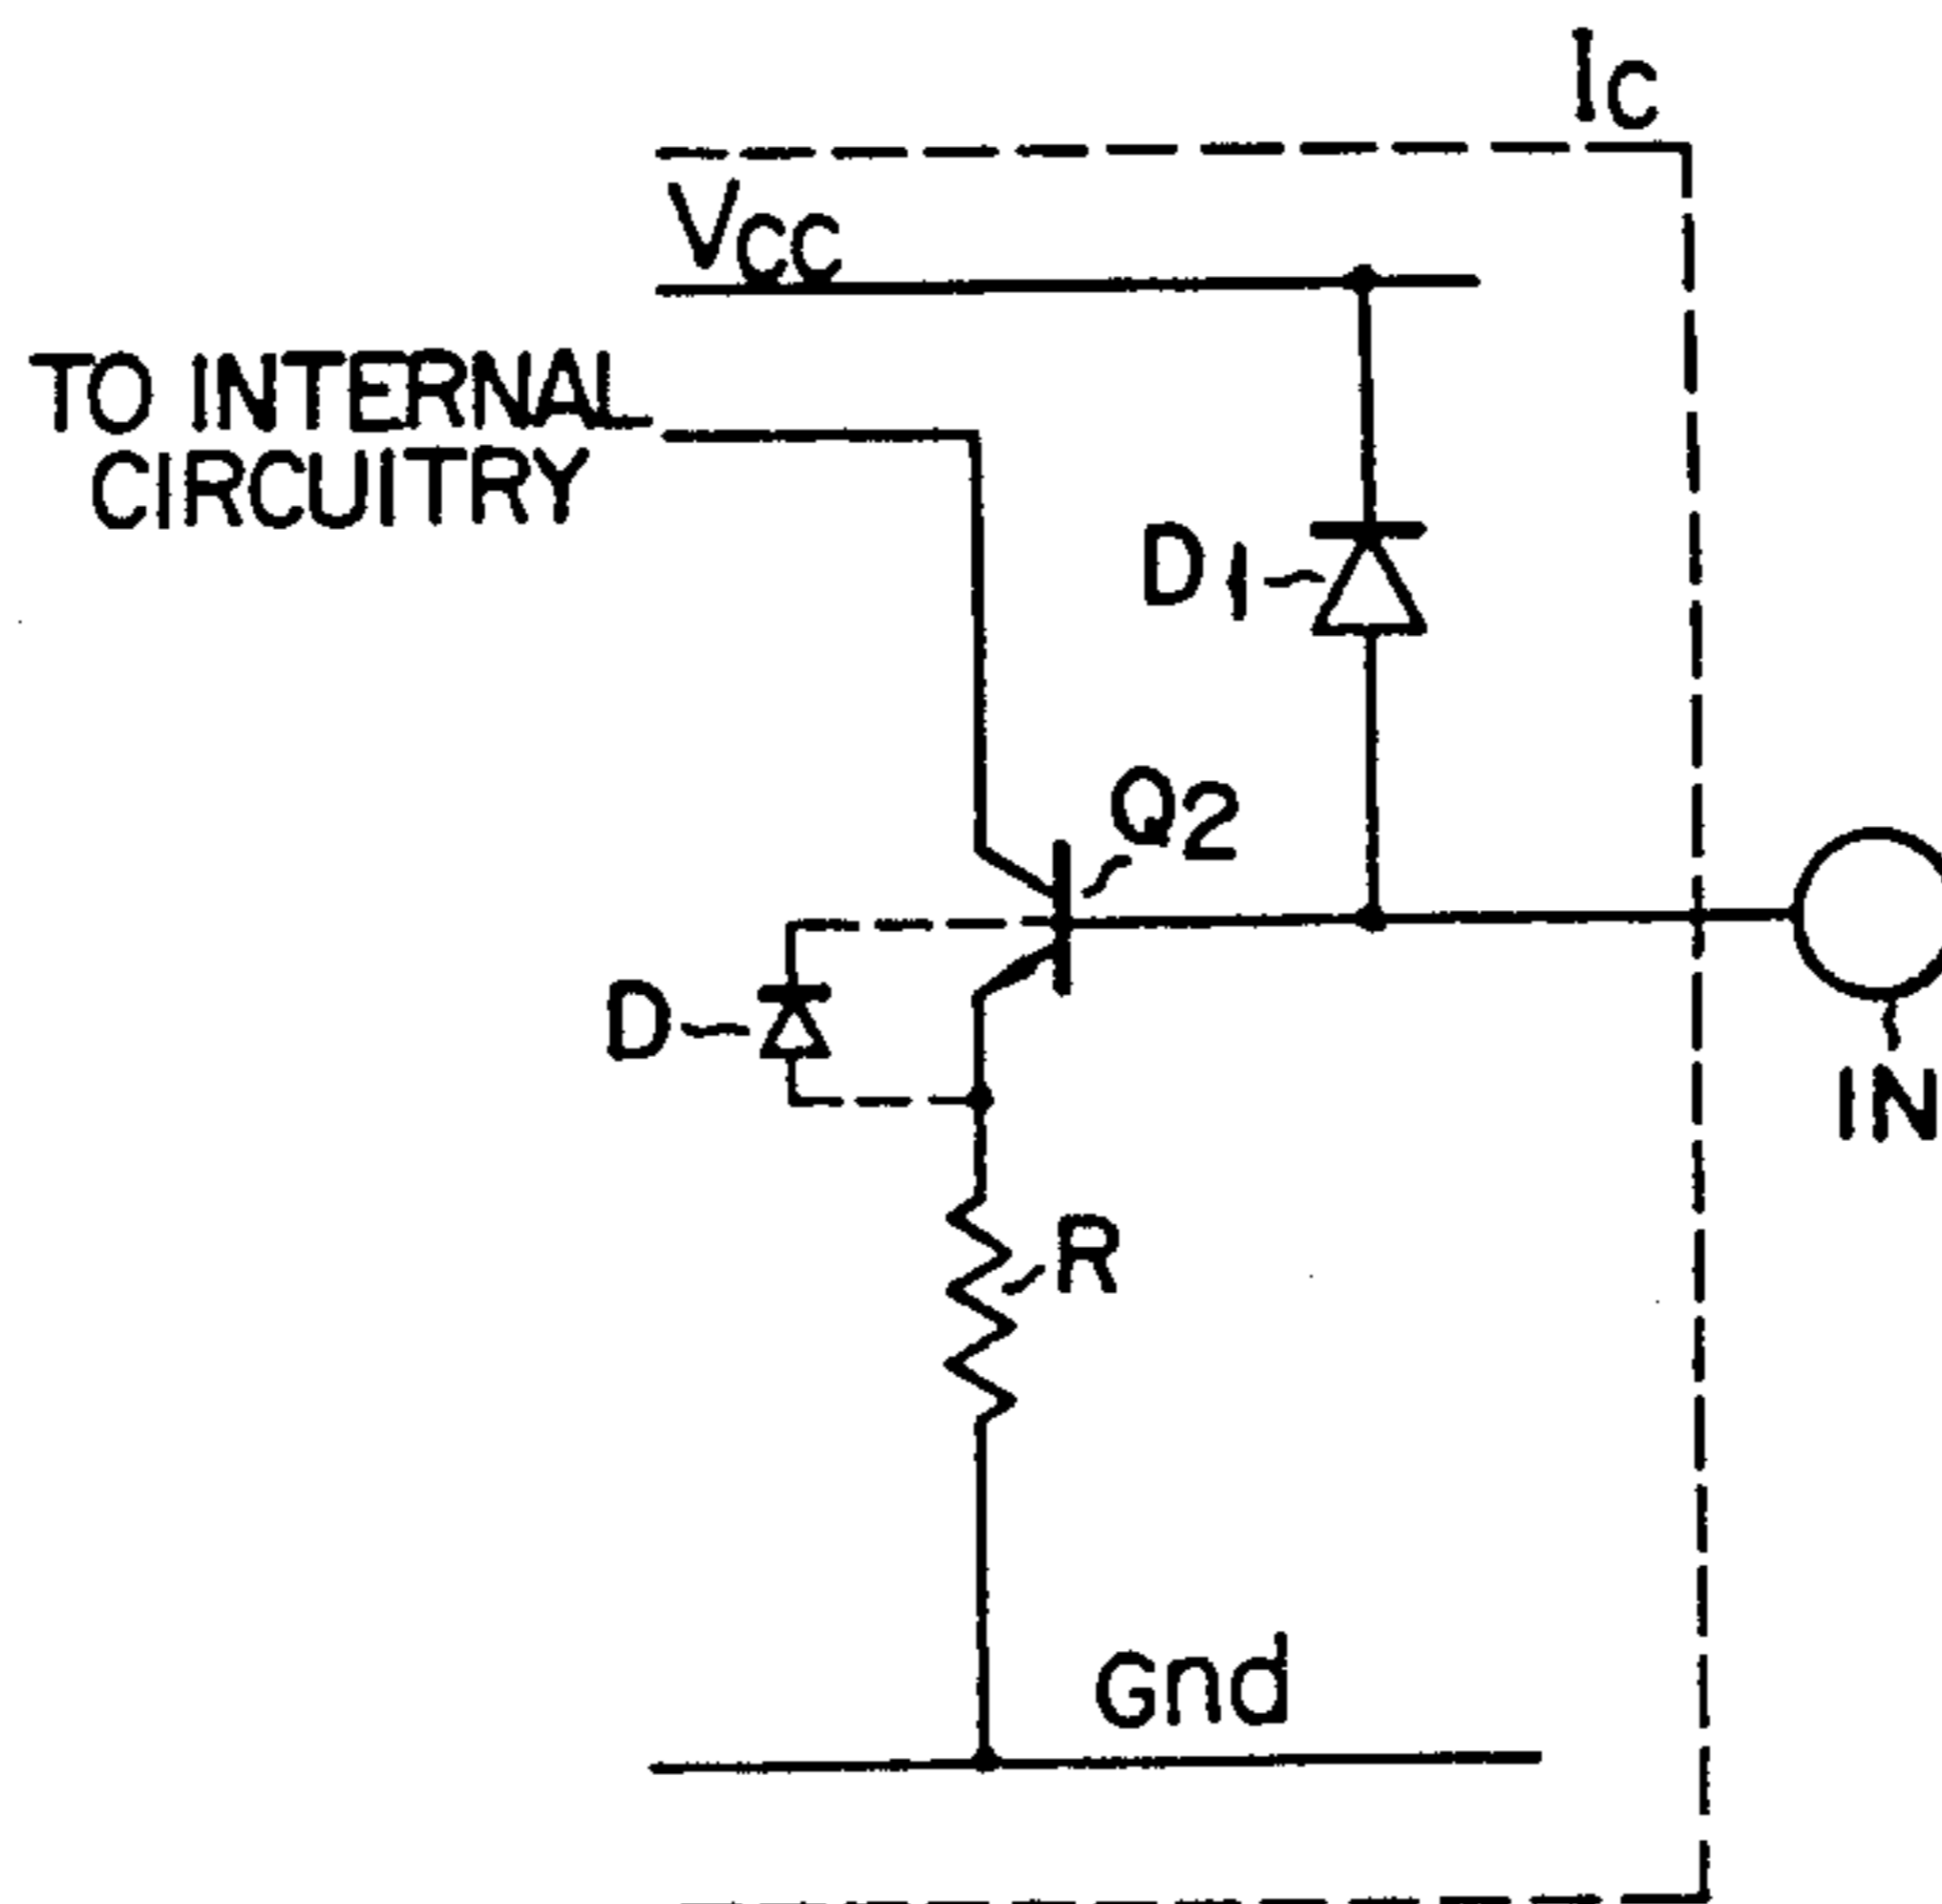 IC
VCC
TO INTERNAL
CIRCUITRY
D1
Q2
D
IN
R
Gnd